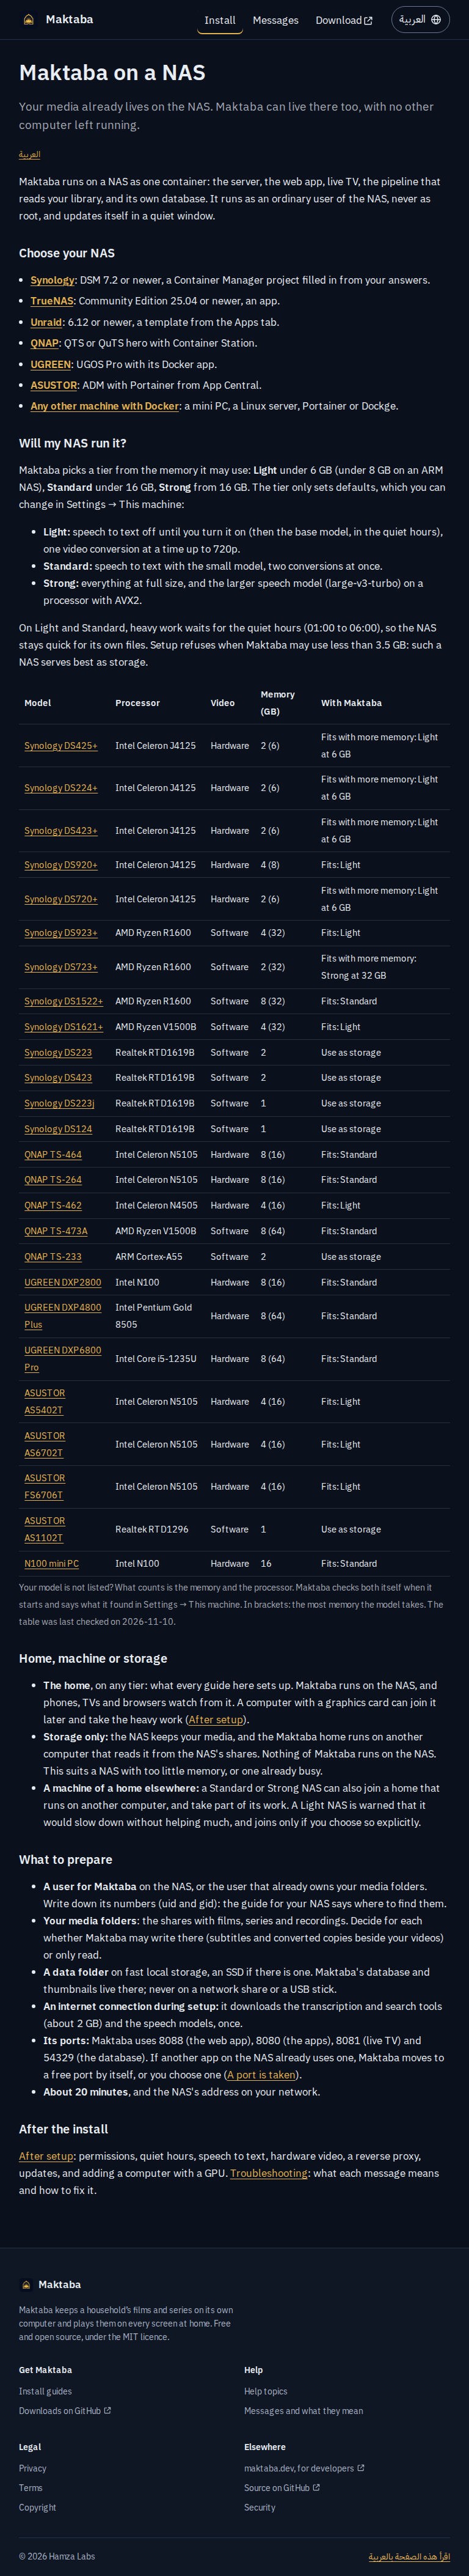 Maktaba
Install
Messages
Download
العربية
Maktaba on a NAS
Your media already lives on the NAS. Maktaba can live there too, with no other
computer left running.
العربية
Maktaba runs on a NAS as one container: the server, the web app, live TV, the pipeline that
reads your library, and its own database. It runs as an ordinary user of the NAS, never as
root, and updates itself in a quiet window.
Choose your NAS
• Synology: DSM 7.2 or newer, a Container Manager project filled in from your answers.
• TrueNAS: Community Edition 25.04 or newer, an app.
• Unraid: 6.12 or newer, a template from the Apps tab.
• QNAP: QTS or QuTS hero with Container Station.
• UGREEN: UGOS Pro with its Docker app.
• ASUSTOR: ADM with Portainer from App Central.
• Any other machine with Docker: a mini PC, a Linux server, Portainer or Dockge.
Will my NAS run it?
Maktaba picks a tier from the memory it may use: Light under 6 GB (under 8 GB on an ARM
NAS), Standard under 16 GB, Strong from 16 GB. The tier only sets defaults, which you can
change in Settings → This machine:
• Light: speech to text off until you turn it on (then the base model, in the quiet hours),
one video conversion at a time up to 720p.
• Standard: speech to text with the small model, two conversions at once.
• Strong: everything at full size, and the larger speech model (large-v3-turbo) on a
processor with AVX2.
On Light and Standard, heavy work waits for the quiet hours (01:00 to 06:00), so the NAS
stays quick for its own files. Setup refuses when Maktaba may use less than 3.5 GB: such a
NAS serves best as storage.
Model Processor Video Memory (GB) With Maktaba
Synology DS425+ Intel Celeron J4125 Hardware 2 (6) Fits with more memory: Light at 6 GB
Synology DS224+ Intel Celeron J4125 Hardware 2 (6) Fits with more memory: Light at 6 GB
Synology DS423+ Intel Celeron J4125 Hardware 2 (6) Fits with more memory: Light at 6 GB
Synology DS920+ Intel Celeron J4125 Hardware 4 (8) Fits: Light
Synology DS720+ Intel Celeron J4125 Hardware 2 (6) Fits with more memory: Light at 6 GB
Synology DS923+ AMD Ryzen R1600 Software 4 (32) Fits: Light
Synology DS723+ AMD Ryzen R1600 Software 2 (32) Fits with more memory: Strong at 32 GB
Synology DS1522+ AMD Ryzen R1600 Software 8 (32) Fits: Standard
Synology DS1621+ AMD Ryzen V1500B Software 4 (32) Fits: Light
Synology DS223 Realtek RTD1619B Software 2 Use as storage
Synology DS423 Realtek RTD1619B Software 2 Use as storage
Synology DS223j Realtek RTD1619B Software 1 Use as storage
Synology DS124 Realtek RTD1619B Software 1 Use as storage
QNAP TS-464 Intel Celeron N5105 Hardware 8 (16) Fits: Standard
QNAP TS-264 Intel Celeron N5105 Hardware 8 (16) Fits: Standard
QNAP TS-462 Intel Celeron N4505 Hardware 4 (16) Fits: Light
QNAP TS-473A AMD Ryzen V1500B Software 8 (64) Fits: Standard
QNAP TS-233 ARM Cortex-A55 Software 2 Use as storage
UGREEN DXP2800 Intel N100 Hardware 8 (16) Fits: Standard
UGREEN DXP4800 Plus Intel Pentium Gold 8505 Hardware 8 (64) Fits: Standard
UGREEN DXP6800 Pro Intel Core i5-1235U Hardware 8 (64) Fits: Standard
ASUSTOR AS5402T Intel Celeron N5105 Hardware 4 (16) Fits: Light
ASUSTOR AS6702T Intel Celeron N5105 Hardware 4 (16) Fits: Light
ASUSTOR FS6706T Intel Celeron N5105 Hardware 4 (16) Fits: Light
ASUSTOR AS1102T Realtek RTD1296 Software 1 Use as storage
N100 mini PC Intel N100 Hardware 16 Fits: Standard
Your model is not listed? What counts is the memory and the processor. Maktaba checks both itself when it
starts and says what it found in Settings → This machine. In brackets: the most memory the model takes. The
table was last checked on 2026-11-10.
Home, machine or storage
• The home, on any tier: what every guide here sets up. Maktaba runs on the NAS, and
phones, TVs and browsers watch from it. A computer with a graphics card can join it
later and take the heavy work (After setup).
• Storage only: the NAS keeps your media, and the Maktaba home runs on another
computer that reads it from the NAS's shares. Nothing of Maktaba runs on the NAS.
This suits a NAS with too little memory, or one already busy.
• A machine of a home elsewhere: a Standard or Strong NAS can also join a home that
runs on another computer, and take part of its work. A Light NAS is warned that it
would slow down without helping much, and joins only if you choose so explicitly.
What to prepare
• A user for Maktaba on the NAS, or the user that already owns your media folders.
Write down its numbers (uid and gid): the guide for your NAS says where to find them.
• Your media folders: the shares with films, series and recordings. Decide for each
whether Maktaba may write there (subtitles and converted copies beside your videos)
or only read.
• A data folder on fast local storage, an SSD if there is one. Maktaba's database and
thumbnails live there; never on a network share or a USB stick.
• An internet connection during setup: it downloads the transcription and search tools
(about 2 GB) and the speech models, once.
• Its ports: Maktaba uses 8088 (the web app), 8080 (the apps), 8081 (live TV) and
54329 (the database). If another app on the NAS already uses one, Maktaba moves to
a free port by itself, or you choose one (A port is taken).
• About 20 minutes, and the NAS's address on your network.
After the install
After setup: permissions, quiet hours, speech to text, hardware video, a reverse proxy,
updates, and adding a computer with a GPU. Troubleshooting: what each message means
and how to fix it.
Maktaba
Maktaba keeps a household's films and series on its own
computer and plays them on every screen at home. Free
and open source, under the MIT licence.
Get Maktaba
Install guides
Downloads on GitHub
Help
Help topics
Messages and what they mean
Legal
Privacy
Terms
Copyright
Elsewhere
maktaba.dev, for developers
Source on GitHub
Security
© 2026 Hamza Labs
اقرأ هذه الصفحة بالعربية